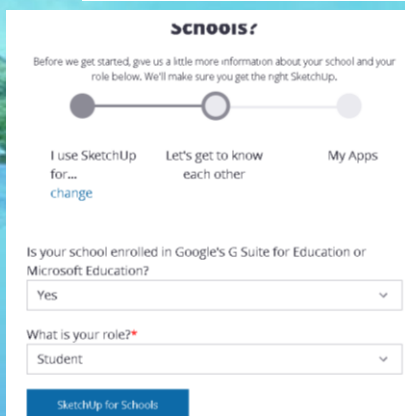 Schools?
Before we get started, give us a little more information about your school and your
role below. We'll make sure you get the right SketchUp.
I use SketchUp for...
change
Let's get to know each other
My Apps
Is your school enrolled in Google's G Suite for Education or
Microsoft Education?
Yes
What is your role?*
Student
SketchUp for Schools